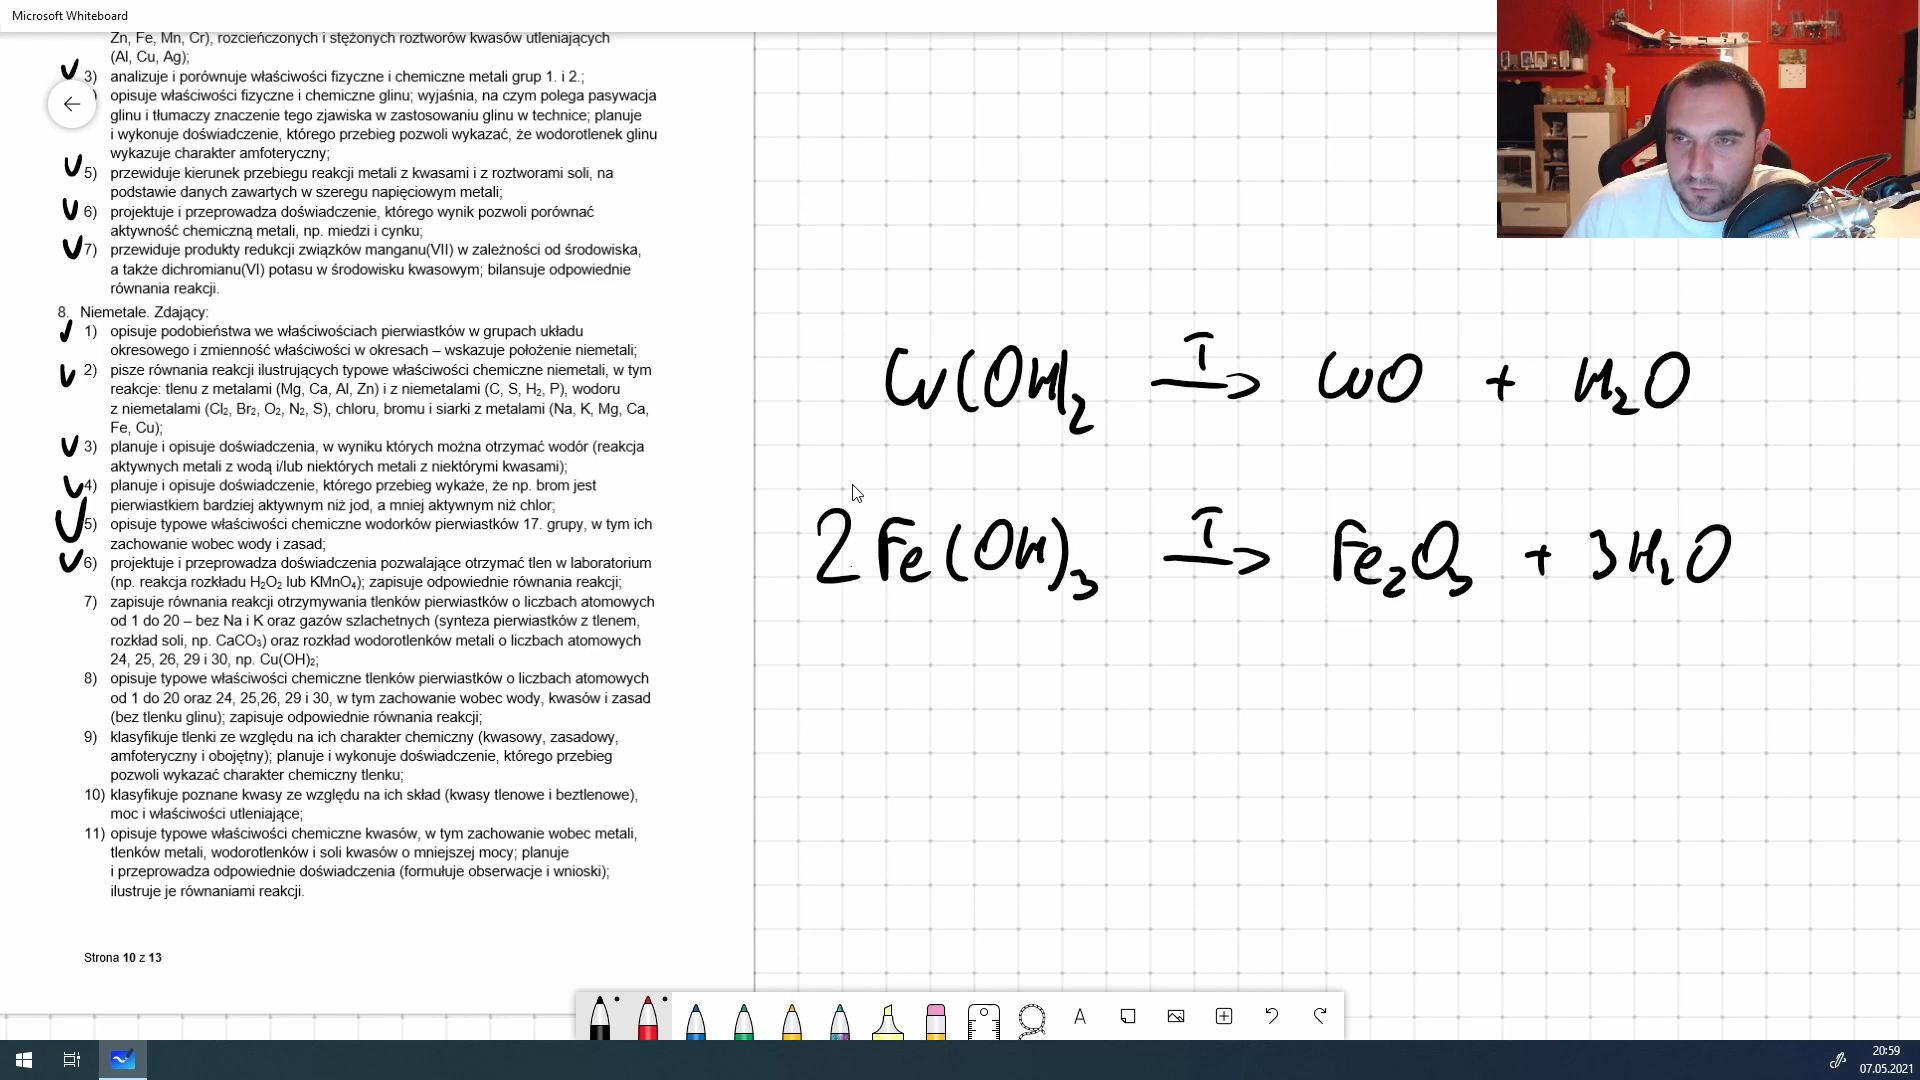 Microsoft Whiteboard
Zn, Fe, Mn, Cr), rozcieńczonych i stężonych roztworów kwasów utleniających
(Al, Cu, Ag);
3) analizuje i porównuje właściwości fizyczne i chemiczne metali grup 1. i 2.;
opisuje właściwości fizyczne i chemiczne glinu; wyjaśnia, na czym polega pasywacja
glinu i tłumaczy znaczenie tego zjawiska w zastosowaniu glinu w technice; planuje
i wykonuje doświadczenie, którego przebieg pozwoli wykazać, że wodorotlenek glinu
wykazuje charakter amfoteryczny;
5) przewiduje kierunek przebiegu reakcji metali z kwasami i z roztworami soli, na
podstawie danych zawartych w szeregu napięciowym metali;
6) projektuje i przeprowadza doświadczenie, którego wynik pozwoli porównać
aktywność chemiczną metali, np. miedzi i cynku;
7) przewiduje produkty redukcji związków manganu(VII) w zależności od środowiska,
a także dichromianu(VI) potasu w środowisku kwasowym; bilansuje odpowiednie
równania reakcji.
8. Niemetale. Zdający:
1) opisuje podobieństwa we właściwościach pierwiastków w grupach układu
okresowego i zmienność właściwości w okresach – wskazuje położenie niemetali;
2) pisze równania reakcji ilustrujących typowe właściwości chemiczne niemetali, w tym
reakcje: tlenu z metalami (Mg, Ca, Al, Zn) i z niemetalami (C, S, H₂, P), wodoru
z niemetalami (Cl₂, Br₂, O₂, N₂, S), chloru, bromu i siarki z metalami (Na, K, Mg, Ca,
Fe, Cu);
3) planuje i opisuje doświadczenia, w wyniku których można otrzymać wodór (reakcja
aktywnych metali z wodą i/lub niektórych metali z niektórymi kwasami);
4) planuje i opisuje doświadczenie, którego przebieg wykaże, że np. brom jest
pierwiastkiem bardziej aktywnym niż jod, a mniej aktywnym niż chlor;
5) opisuje typowe właściwości chemiczne wodorków pierwiastków 17. grupy, w tym ich
zachowanie wobec wody i zasad;
6) projektuje i przeprowadza doświadczenia pozwalające otrzymać tlen w laboratorium
(np. reakcja rozkładu H₂O₂ lub KMnO₄); zapisuje odpowiednie równania reakcji;
7) zapisuje równania reakcji otrzymywania tlenków pierwiastków o liczbach atomowych
od 1 do 20 – bez Na i K oraz gazów szlachetnych (synteza pierwiastków z tlenem,
rozkład soli, np. CaCO₃) oraz rozkład wodorotlenków metali o liczbach atomowych
24, 25, 26, 29 i 30, np. Cu(OH)₂;
8) opisuje typowe właściwości chemiczne tlenków pierwiastków o liczbach atomowych
od 1 do 20 oraz 24, 25,26, 29 i 30, w tym zachowanie wobec wody, kwasów i zasad
(bez tlenku glinu); zapisuje odpowiednie równania reakcji;
9) klasyfikuje tlenki ze względu na ich charakter chemiczny (kwasowy, zasadowy,
amfoteryczny i obojętny); planuje i wykonuje doświadczenie, którego przebieg
pozwoli wykazać charakter chemiczny tlenku;
10) klasyfikuje poznane kwasy ze względu na ich skład (kwasy tlenowe i beztlenowe),
moc i właściwości utleniające;
11) opisuje typowe właściwości chemiczne kwasów, w tym zachowanie wobec metali,
tlenków metali, wodorotlenków i soli kwasów o mniejszej mocy; planuje
i przeprowadza odpowiednie doświadczenia (formułuje obserwacje i wnioski);
ilustruje je równaniami reakcji.
Strona 10 z 13
Cu(OH)₂ T → CuO + H₂O
2Fe(OH)₃ T → Fe₂O₃ + 3H₂O
20:59
07.05.2021